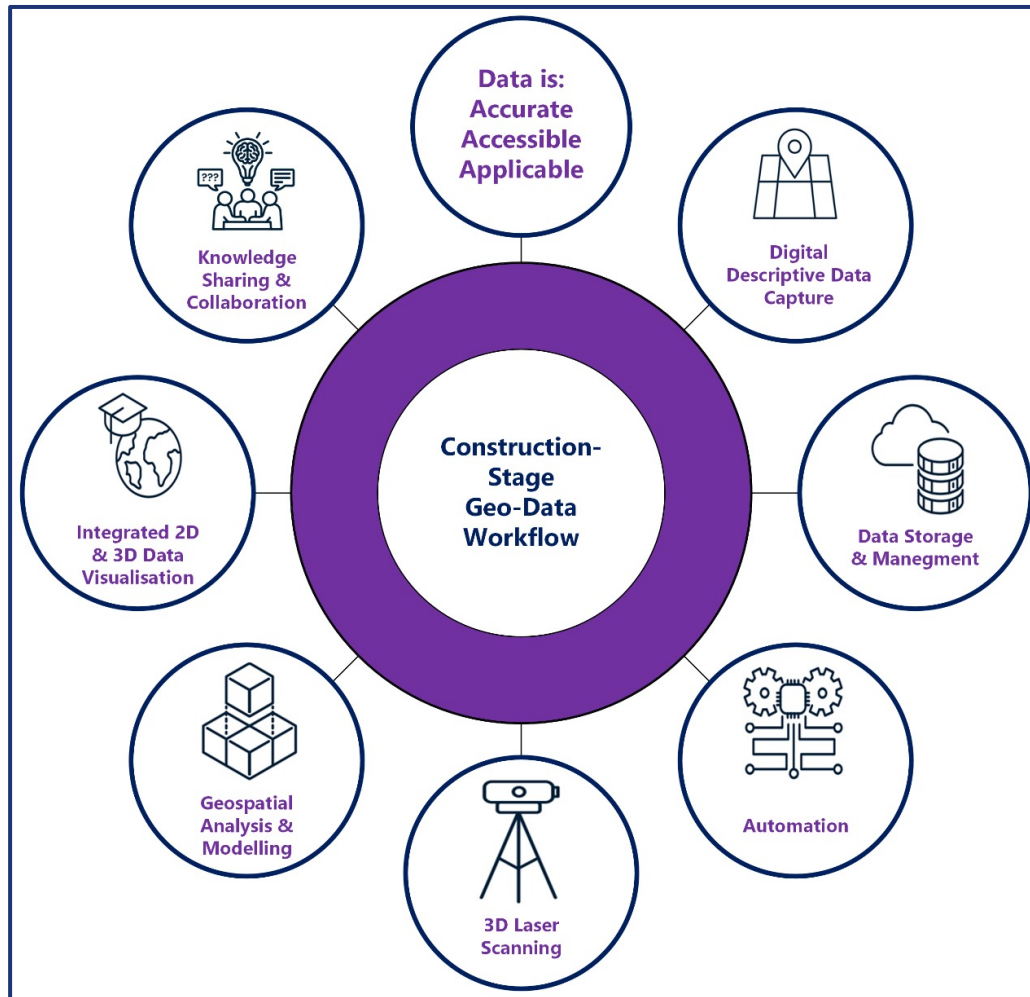 Data is:
Accurate
Accessible
Applicable
Digital
Descriptive Data
Capture
Data Storage
& Manegment
Automation
3D Laser
Scanning
Geospatial
Analysis &
Modelling
Integrated 2D
& 3D Data
Visualisation
???
Knowledge
Sharing &
Collaboration
Construction-
Stage
Geo-Data
Workflow